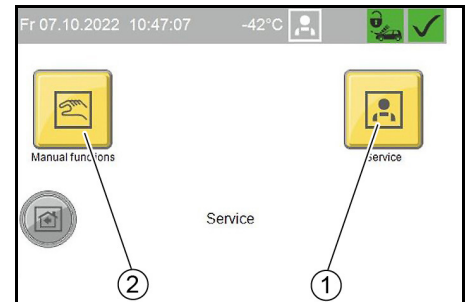 Fr 07.10.2022 10:47:07 -42°C
Manual functions
Service
Service
2
1